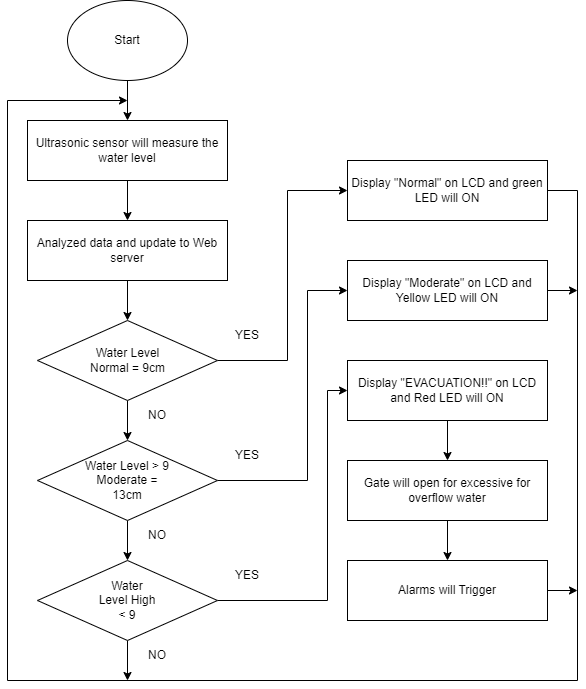 Start
Ultrasonic sensor will measure the
water level
Analyzed data and update to Web
server
Water Level
Normal = 9cm
YES
NO
Water Level > 9
Moderate =
13cm
YES
NO
Water
Level High
< 9
YES
NO
Display "Normal" on LCD and green
LED will ON
Display "Moderate" on LCD and
Yellow LED will ON
Display "EVACUATION!!" on LCD
and Red LED will ON
Gate will open for excessive for
overflow water
Alarms will Trigger